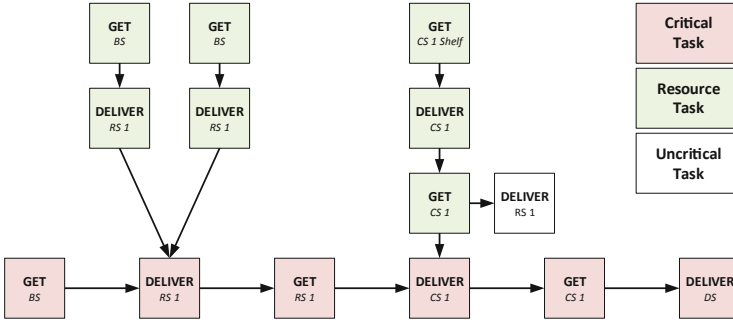 GET
BS
GET
BS
GET
CS 1 Shelf
Critical
Task
DELIVER
RS 1
DELIVER
RS 1
DELIVER
CS 1
Resource
Task
GET
CS 1
DELIVER
RS 1
Uncritical
Task
GET
BS
DELIVER
RS 1
GET
RS 1
DELIVER
CS 1
GET
CS 1
DELIVER
DS